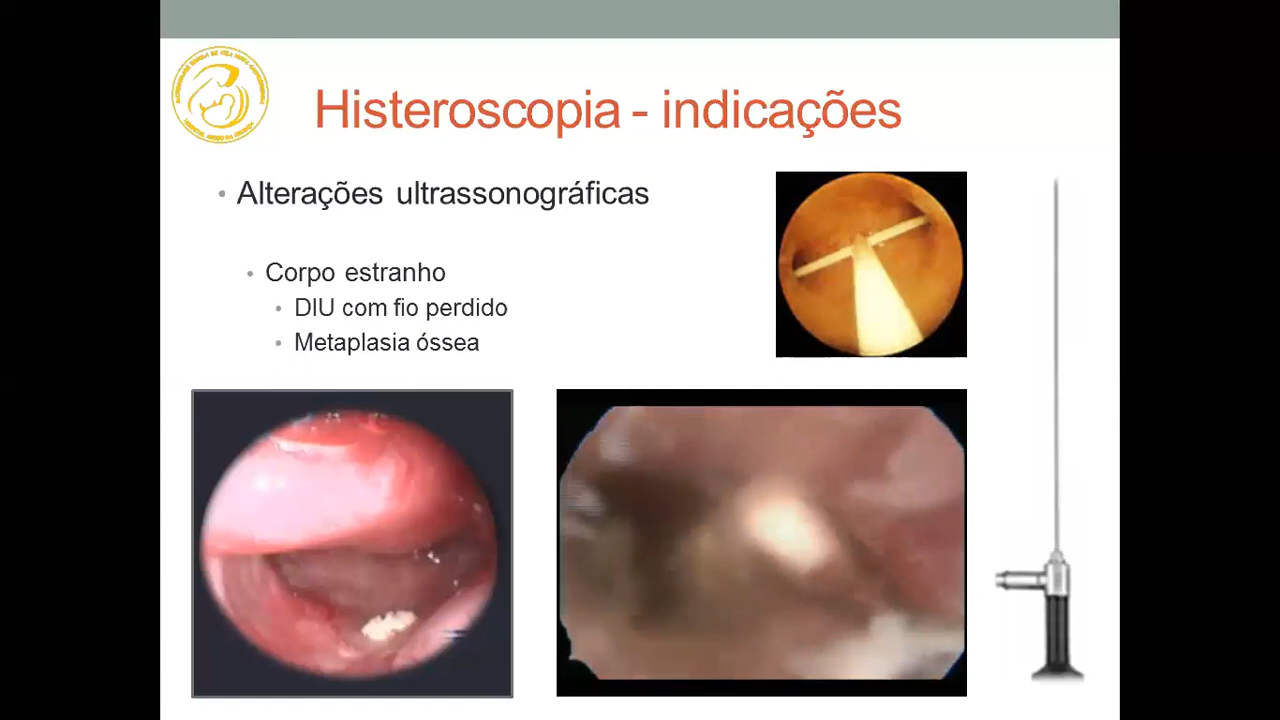 Histeroscopia - indicações
Alterações ultrassonográficas
Corpo estranho
DIU com fio perdido
Metaplasia óssea